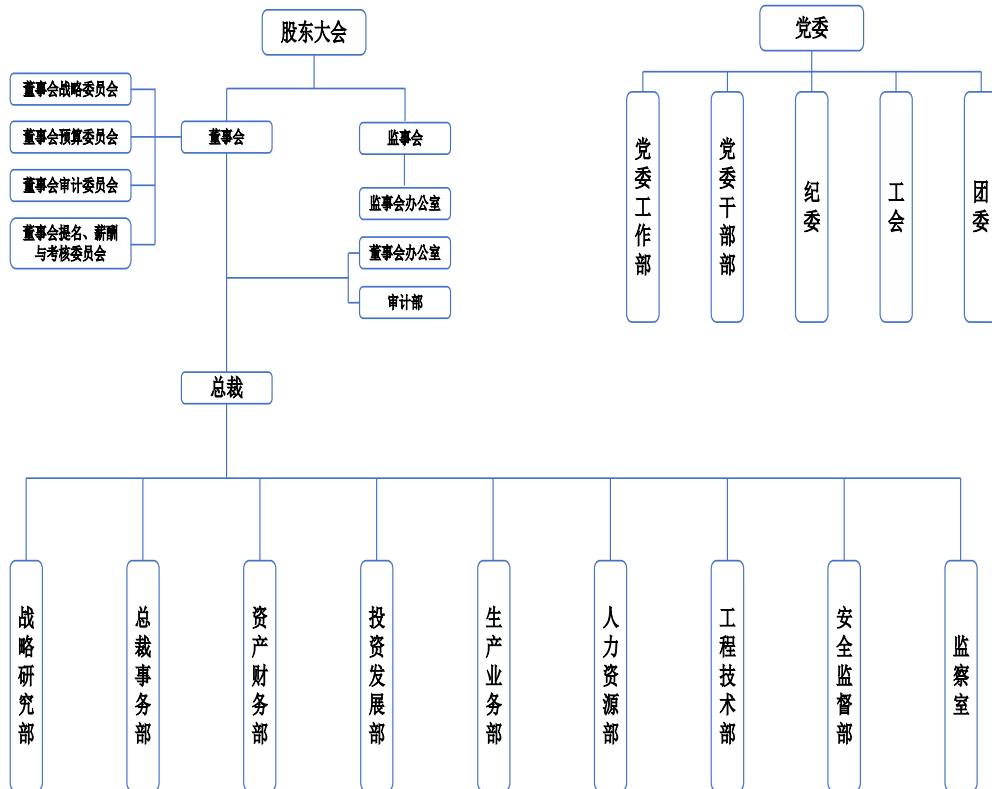 股东大会
党委
董事会战略委员会
董事会预算委员会
董事会审计委员会
董事会提名、薪酬
与考核委员会
董事会
监事会
监事会办公室
董事会办公室
审计部
党委工作部
党委干部部
纪委
工会
团委
总裁
战略研究部
总裁事务部
资产财务部
投资发展部
生产业务部
人力资源部
工程技术部
安全监督部
监察室